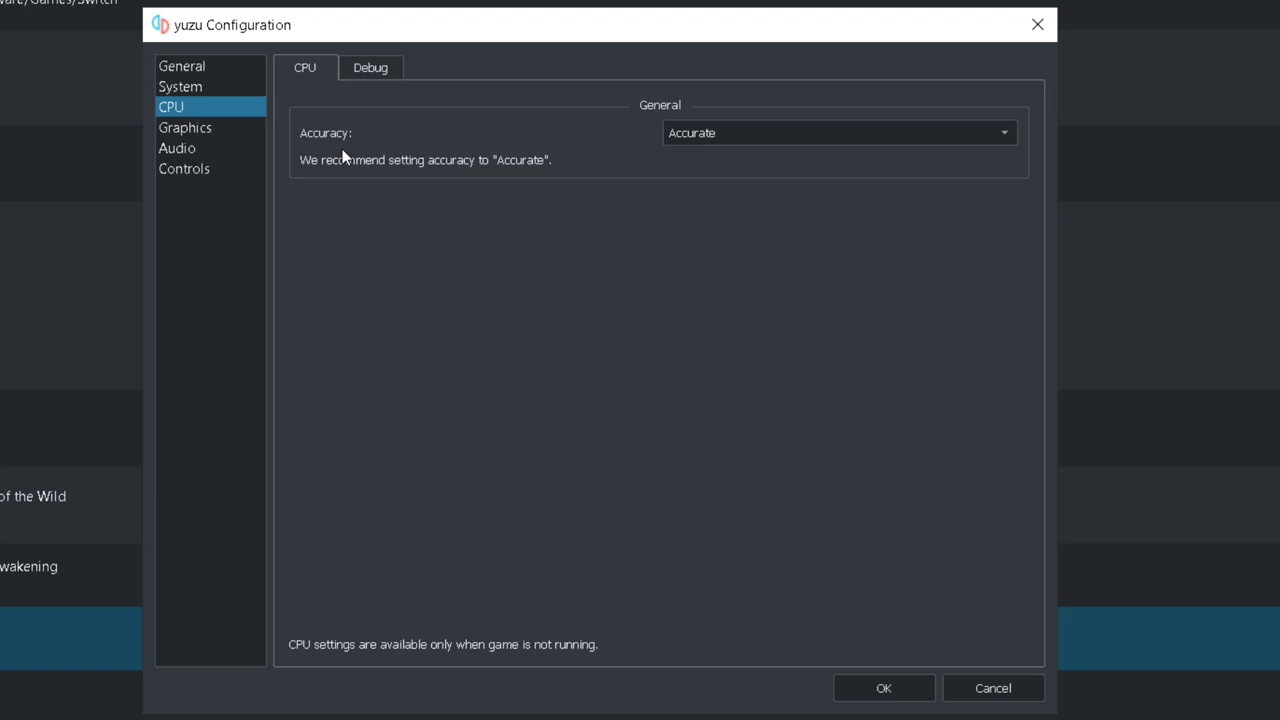 ware/Games/Switch
yuzu Configuration
General
System
CPU
Graphics
Audio
Controls
CPU
Debug
General
Accuracy:
Accurate
We recommend setting accuracy to "Accurate".
of the Wild
wakening
CPU settings are available only when game is not running.
OK
Cancel